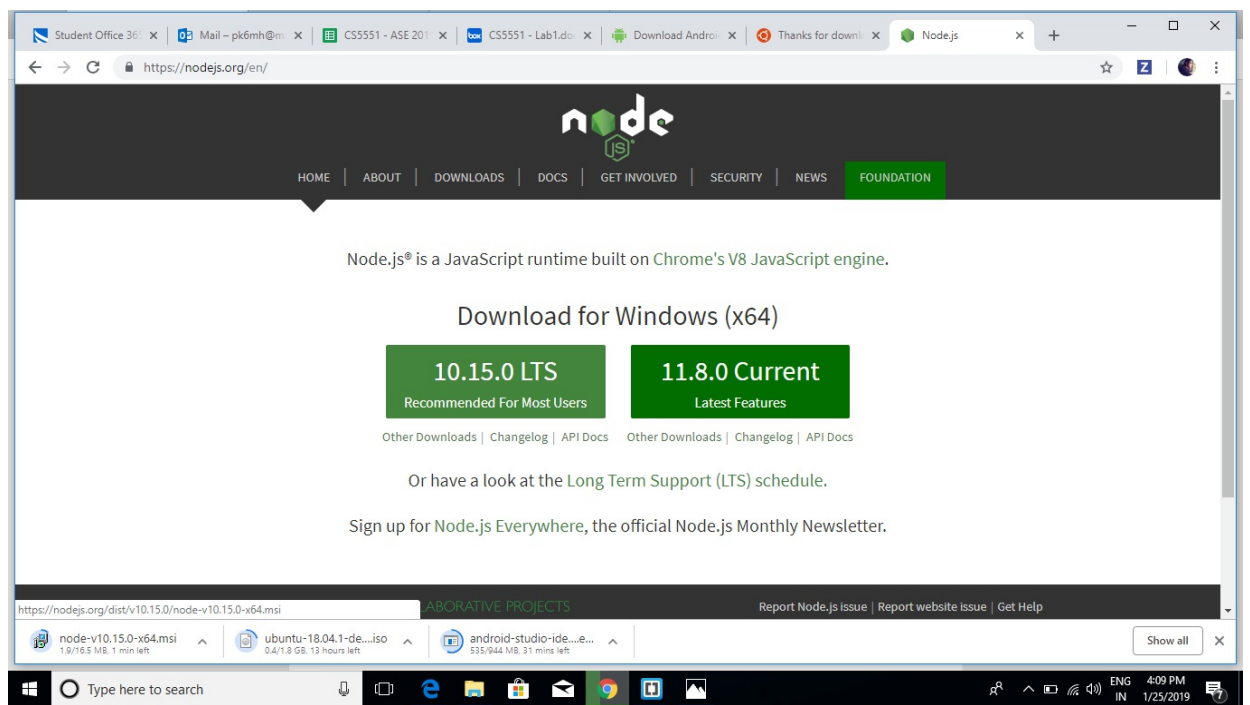 Student Office 36 Mail – pk6mh@m CS5551 - ASE 201 CS5551 - Lab1.do Download Androi Thanks for downl Node.js
https://nodejs.org/en/ Z
node
JS
HOME | ABOUT | DOWNLOADS | DOCS | GET INVOLVED | SECURITY | NEWS FOUNDATION
Node.js® is a JavaScript runtime built on Chrome's V8 JavaScript engine.
Download for Windows (x64)
10.15.0 LTS 11.8.0 Current
Recommended For Most Users Latest Features
Other Downloads | Changelog | API Docs Other Downloads | Changelog | API Docs
Or have a look at the Long Term Support (LTS) schedule.
Sign up for Node.js Everywhere, the official Node.js Monthly Newsletter.
https://nodejs.org/dist/v10.15.0/node-v10.15.0-x64.msi LABORATIVE PROJECTS Report Node.js issue | Report website issue | Get Help
node-v10.15.0-x64.msi ubuntu-18.04.1-de....iso android-studio-ide....e... Show all
1.9/16.5 MB, 1 min left 0.4/1.8 GB, 13 hours left 535/944 MB, 31 mins left
Type here to search ENG 4:09 PM
IN 1/25/2019 7